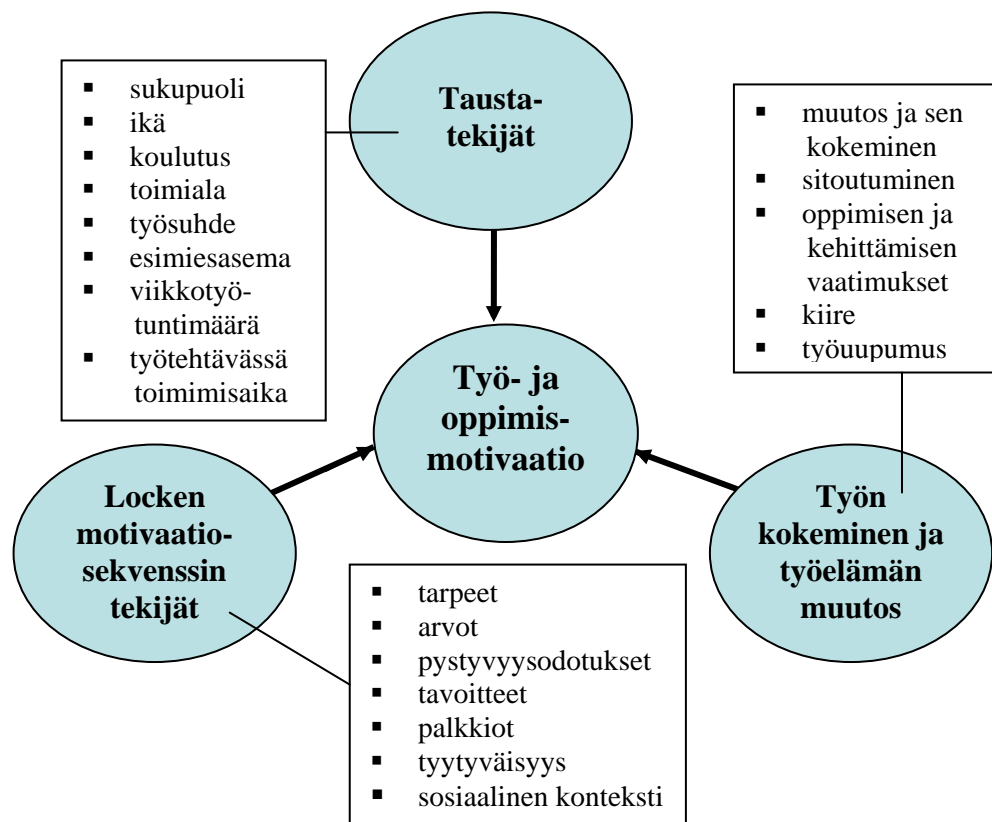 ▪ sukupuoli
▪ ikä
▪ koulutus
▪ toimiala
▪ työsuhde
▪ esimiesasema
▪ viikkotyö-
tuntimäärä
▪ työtehtävässä
toimimisaika
Tausta-
tekijät
▪ muutos ja sen
kokeminen
▪ sitoutuminen
▪ oppimisen ja
kehittämisen
vaatimukset
▪ kiire
▪ työuupumus
Työ- ja
oppimis-
motivaatio
Locken
motivaatio-
sekvenssin
tekijät
Työn
kokeminen ja
työelämän
muutos
▪ tarpeet
▪ arvot
▪ pystyvyysodotukset
▪ tavoitteet
▪ palkkiot
▪ tyytyväisyys
▪ sosiaalinen konteksti